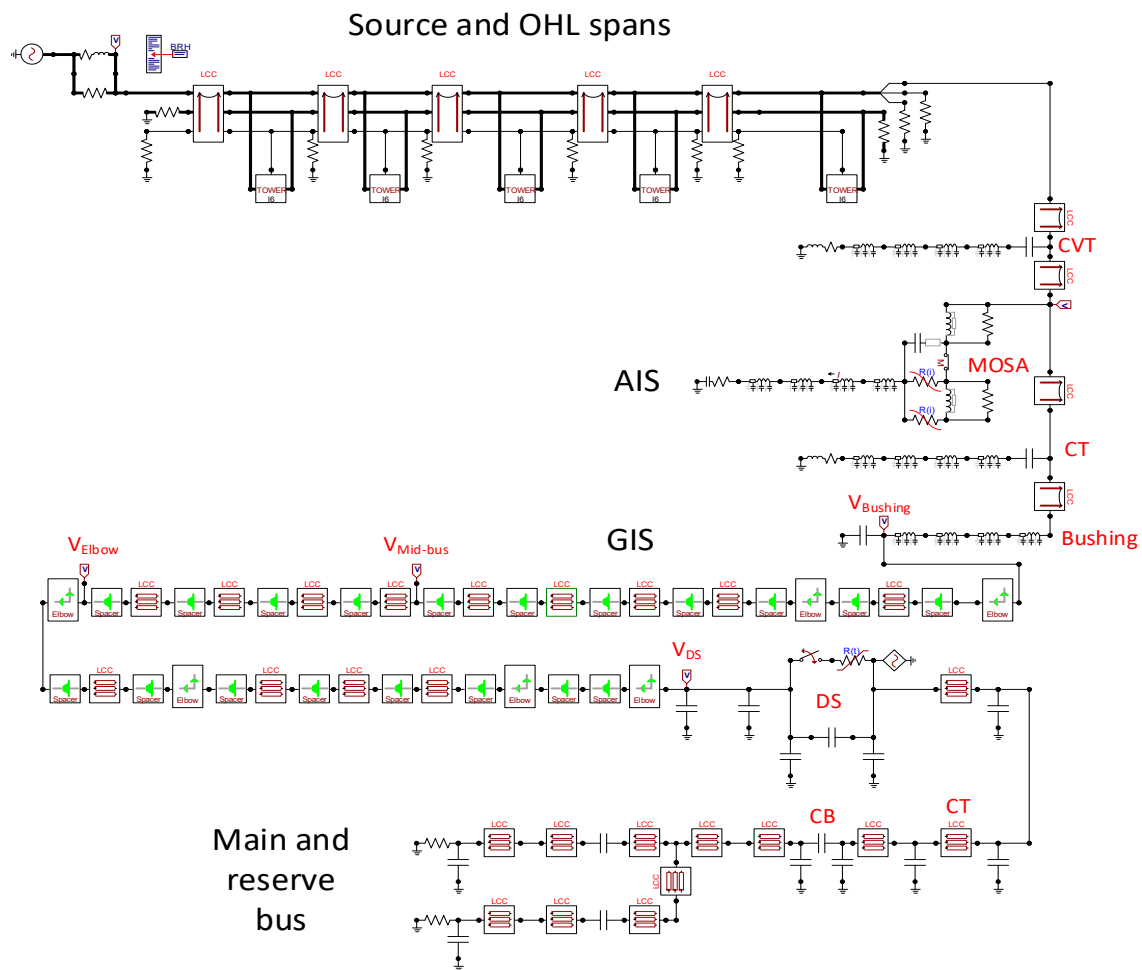 Source and OHL spans
V
BRH
LCC
LCC
LCC
LCC
LCC
TOWER
I6
TOWER
I6
TOWER
I6
TOWER
I6
TOWER
I6
LCC
CVT
LCC
V
MOSA
M
R(i)
I
AIS
LCC
R(i)
CT
LCC
V_Bushing
V
Bushing
GIS
V_Elbow
V
V_Mid-bus
V
LCC
LCC
LCC
LCC
LCC
LCC
LCC
LCC
LCC
Elbow
Spacer
Spacer
Spacer
Spacer
Spacer
Spacer
Spacer
Spacer
Spacer
Elbow
Spacer
Spacer
Elbow
V_DS
V
R(t)
LCC
LCC
LCC
LCC
LCC
Spacer
Spacer
Elbow
Spacer
Spacer
Spacer
Spacer
Elbow
Spacer
Spacer
Elbow
DS
CB
CT
LCC
LCC
LCC
LCC
LCC
LCC
LCC
Main and
reserve
bus
LCC
LCC
LCC
LCC